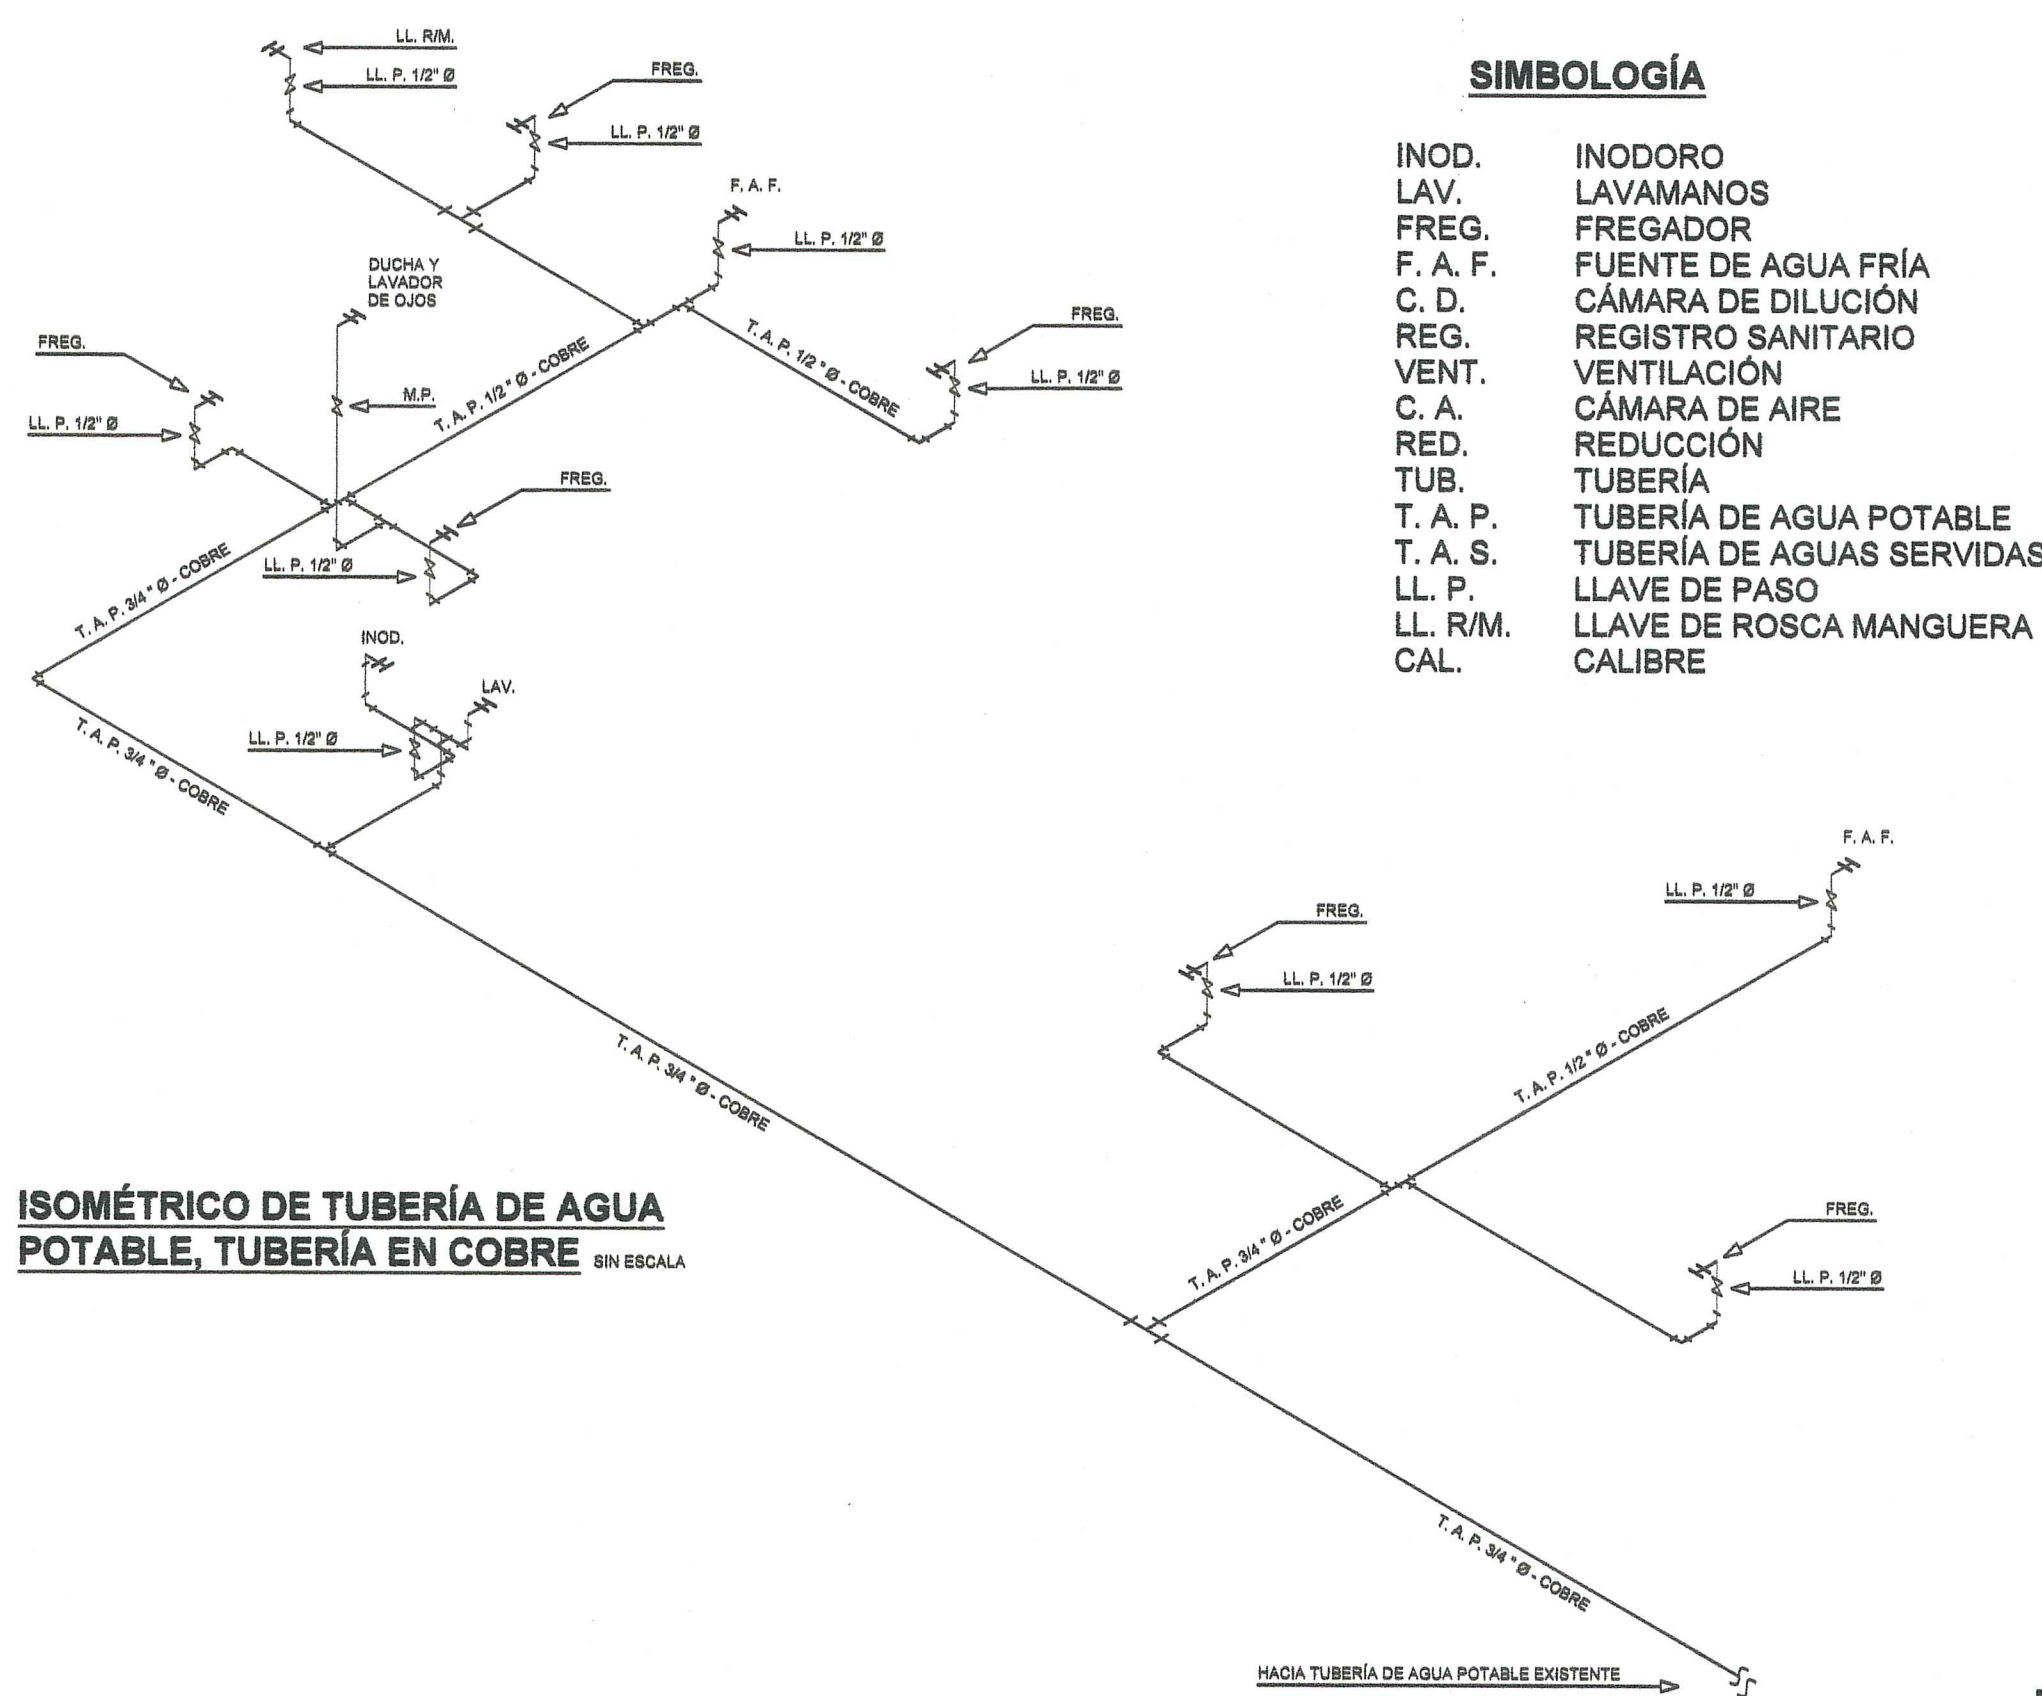 LL. R/M.
LL. P. 1/2" Ø
FREG.
LL. P. 1/2" Ø
F. A. F.
LL. P. 1/2" Ø
DUCHA Y
LAVADOR
DE OJOS
FREG.
LL. P. 1/2" Ø
FREG.
LL. P. 1/2" Ø
M.P.
T. A. P. 1/2" Ø - COBRE
T. A. P. 1/2" Ø - COBRE
FREG.
LL. P. 1/2" Ø
T. A. P. 3/4" Ø - COBRE
INOD.
LAV.
LL. P. 1/2" Ø
T. A. P. 3/4" Ø - COBRE
SIMBOLOGÍA
INOD. INODORO
LAV. LAVAMANOS
FREG. FREGADOR
F. A. F. FUENTE DE AGUA FRÍA
C. D. CÁMARA DE DILUCIÓN
REG. REGISTRO SANITARIO
VENT. VENTILACIÓN
C. A. CÁMARA DE AIRE
RED. REDUCCIÓN
TUB. TUBERÍA
T. A. P. TUBERÍA DE AGUA POTABLE
T. A. S. TUBERÍA DE AGUAS SERVIDAS
LL. P. LLAVE DE PASO
LL. R/M. LLAVE DE ROSCA MANGUERA
CAL. CALIBRE
F. A. F.
LL. P. 1/2" Ø
FREG.
LL. P. 1/2" Ø
T. A. P. 3/4" Ø - COBRE
T. A. P. 1/2" Ø - COBRE
T. A. P. 3/4" Ø - COBRE
FREG.
LL. P. 1/2" Ø
ISOMÉTRICO DE TUBERÍA DE AGUA
POTABLE, TUBERÍA EN COBRE SIN ESCALA
T. A. P. 3/4" Ø - COBRE
HACIA TUBERÍA DE AGUA POTABLE EXISTENTE